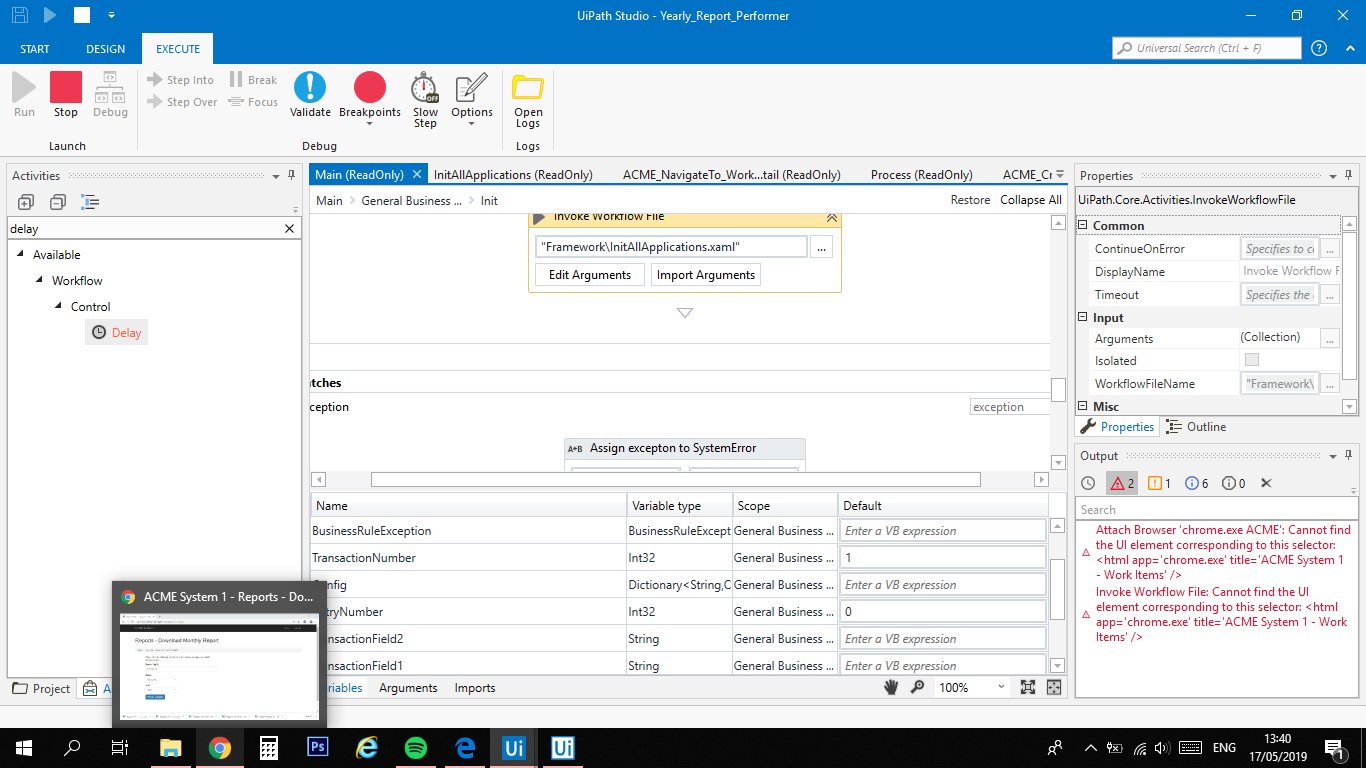 UiPath Studio - Yearly_Report_Performer
START DESIGN EXECUTE
Universal Search (Ctrl + F)
Run Stop Debug
Step Into
Step Over
Break
Focus
Validate Breakpoints Slow Step Options
Open Logs
Launch Debug Logs
Activities
delay
Available
Workflow
Control
Delay
Project
Main (ReadOnly) InitAllApplications (ReadOnly) ACME_NavigateTo_Work...tail (ReadOnly) Process (ReadOnly) ACME_Cr
Main General Business ... Init
Restore Collapse All
Invoke Workflow File
"Framework\InitAllApplications.xaml"
...
Edit Arguments Import Arguments
atches
ception
exception
A+B Assign excepton to SystemError
Name Variable type Scope Default
BusinessRuleException BusinessRuleExcept General Business ... Enter a VB expression
TransactionNumber Int32 General Business ... 1
Config Dictionary<String,O General Business ... Enter a VB expression
etryNumber Int32 General Business ... 0
ansactionField2 String General Business ... Enter a VB expression
ansactionField1 String General Business ... Enter a VB expression
ariables Arguments Imports
100%
Properties
UiPath.Core.Activities.InvokeWorkflowFile
Common
ContinueOnError Specifies to co ...
DisplayName Invoke Workflow F
Timeout Specifies the ...
Input
Arguments (Collection) ...
Isolated
WorkflowFileName "Framework\ ...
Misc
Properties Outline
Output
2 1 6 0
Search
Attach Browser 'chrome.exe ACME': Cannot find
the UI element corresponding to this selector:
<html app='chrome.exe' title='ACME System 1
- Work Items' />
Invoke Workflow File: Cannot find the UI
element corresponding to this selector: <html
app='chrome.exe' title='ACME System 1 - Work
Items' />
ACME System 1 - Reports - Do...
Reports - Download Monthly Report
Ps
Ui
Ui
ENG
13:40
17/05/2019
1